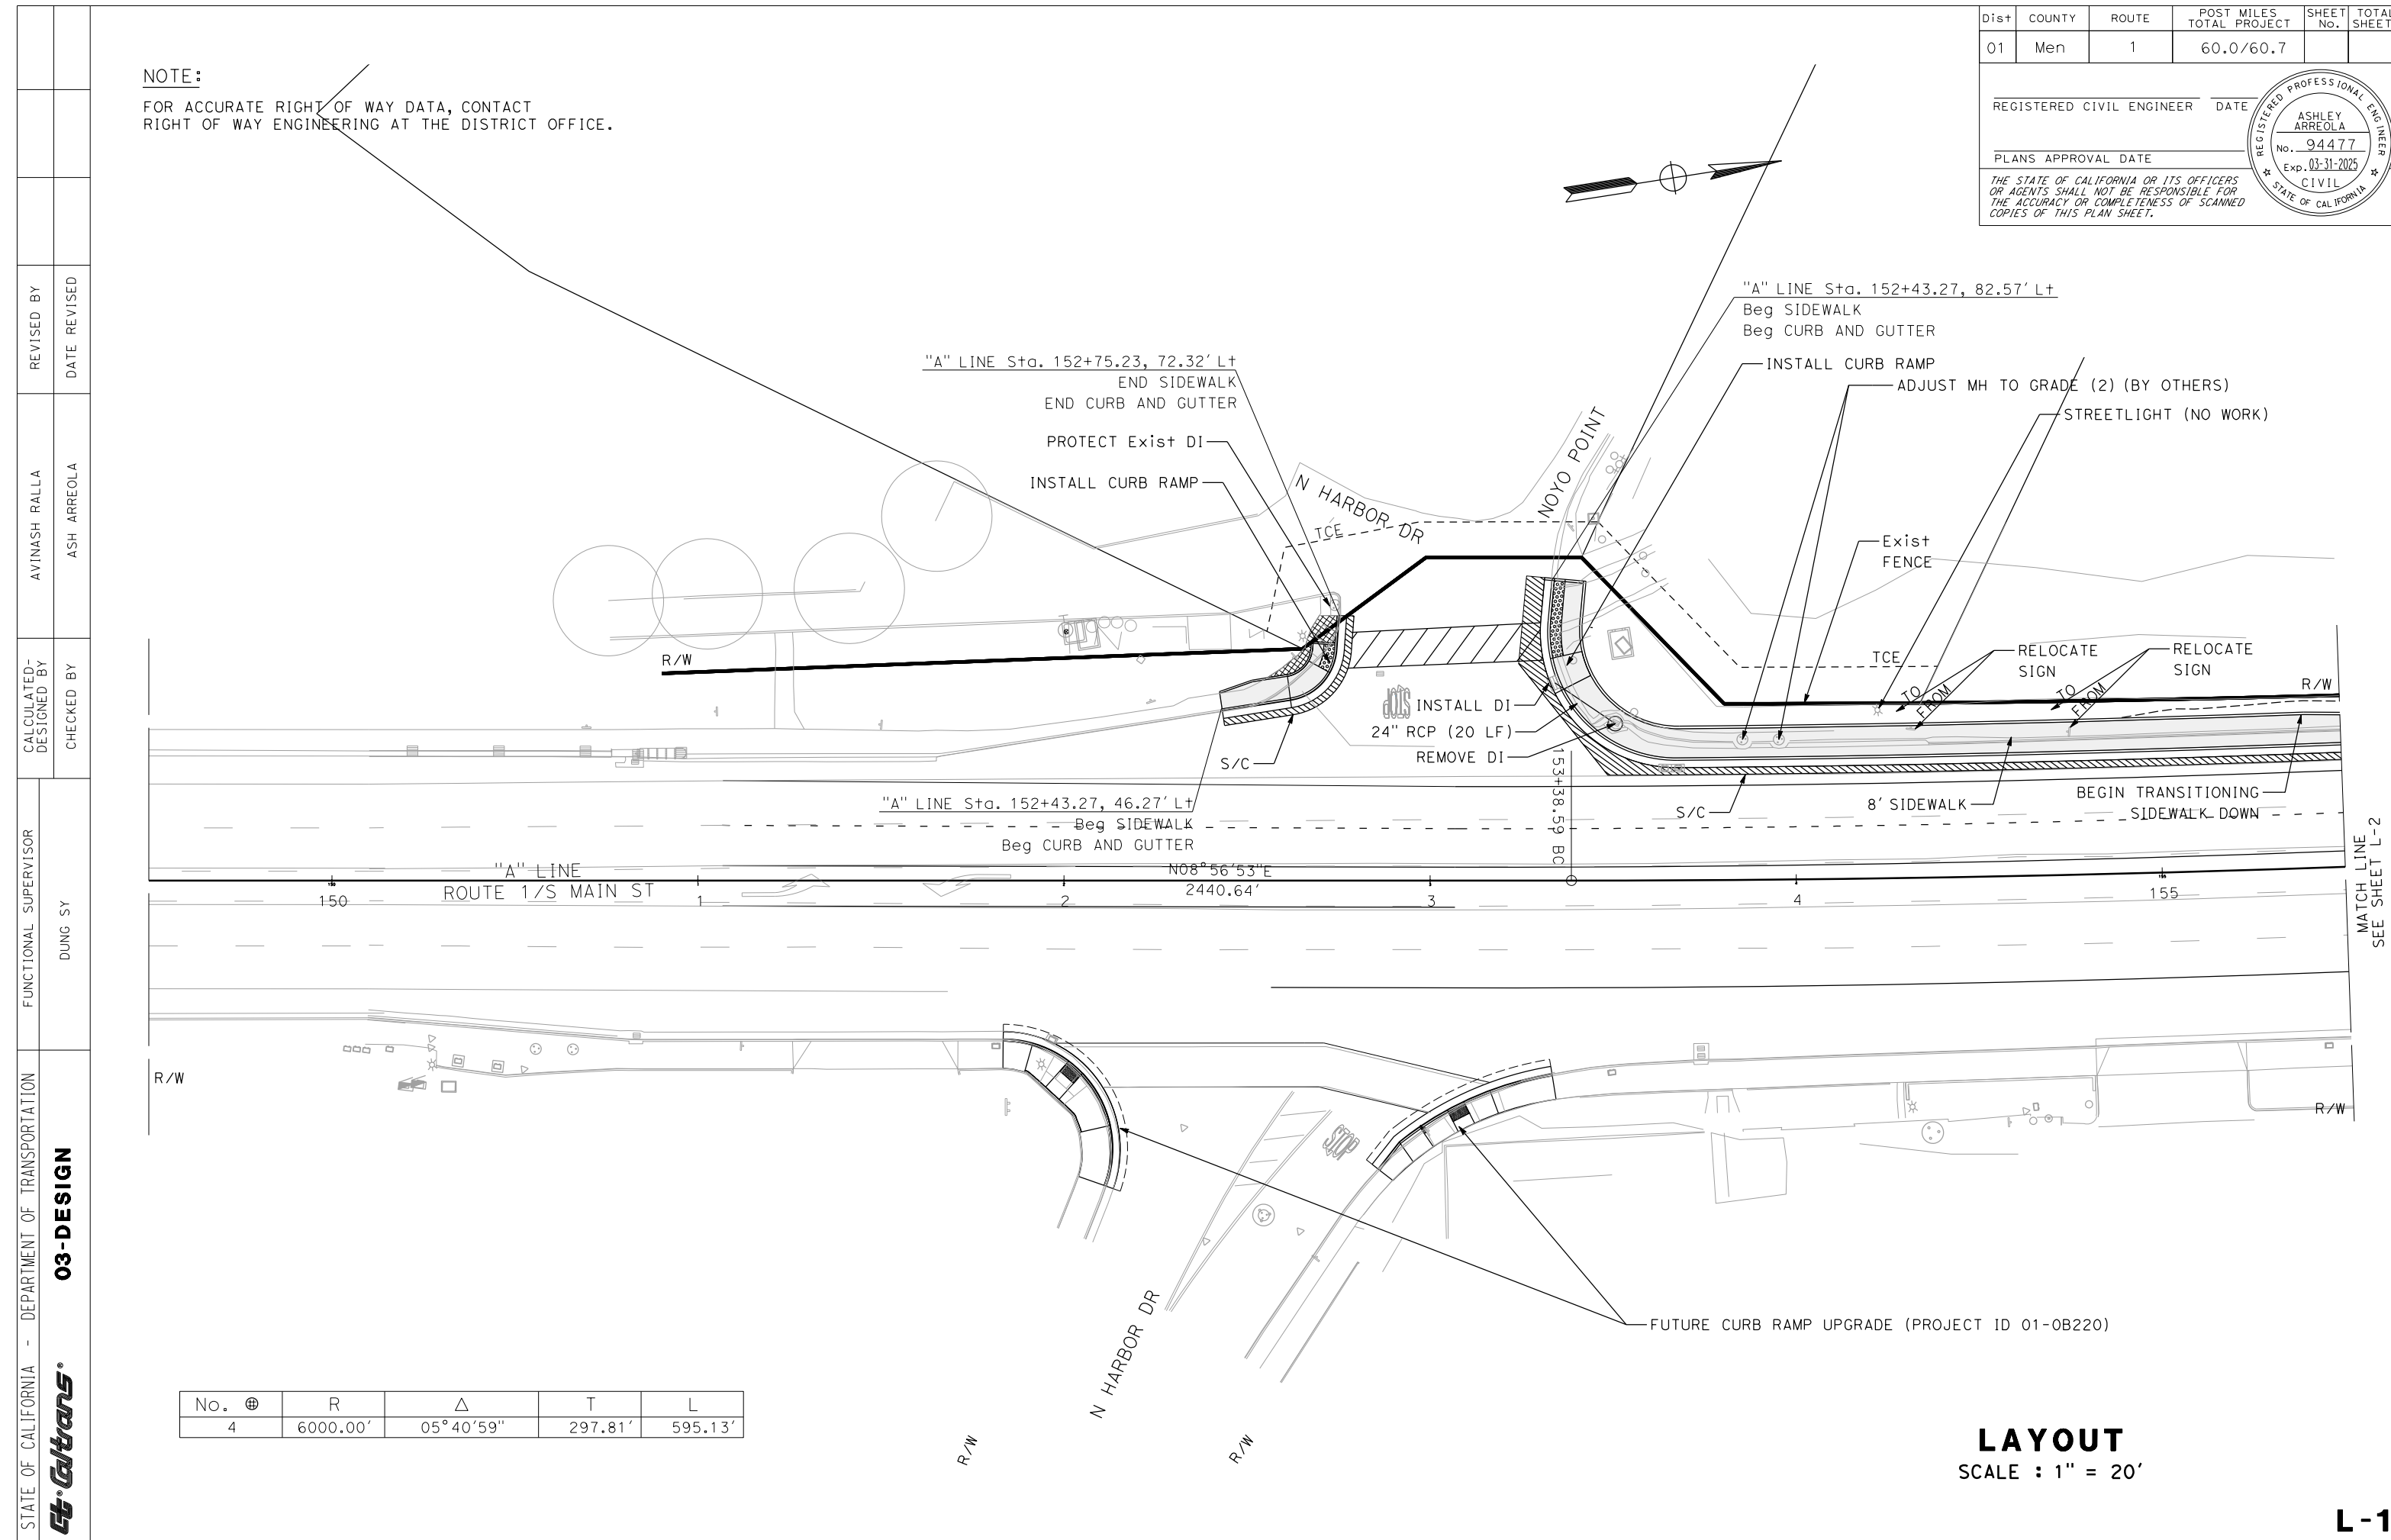 Dist COUNTY ROUTE POST MILES TOTAL PROJECT SHEET No. TOTAL SHEET
01 Men 1 60.0/60.7
REGISTERED CIVIL ENGINEER DATE
PLANS APPROVAL DATE
THE STATE OF CALIFORNIA OR ITS OFFICERS
OR AGENTS SHALL NOT BE RESPONSIBLE FOR
THE ACCURACY OR COMPLETENESS OF SCANNED
COPIES OF THIS PLAN SHEET.
REGISTERED PROFESSIONAL ENGINEER
ASHLEY
ARREOLA
No. 94477
Exp. 03-31-2025
CIVIL
STATE OF CALIFORNIA
NOTE:
FOR ACCURATE RIGHT OF WAY DATA, CONTACT
RIGHT OF WAY ENGINEERING AT THE DISTRICT OFFICE.
REVISED BY
DATE REVISED
AVINASH RALLA
ASH ARREOLA
CALCULATED-
DESIGNED BY
CHECKED BY
FUNCTIONAL SUPERVISOR
DUNG SY
STATE OF CALIFORNIA - DEPARTMENT OF TRANSPORTATION
03-DESIGN
Caltrans
"A" LINE Sta. 152+43.27, 82.57' Lt
Beg SIDEWALK
Beg CURB AND GUTTER
INSTALL CURB RAMP
ADJUST MH TO GRADE (2) (BY OTHERS)
STREETLIGHT (NO WORK)
"A" LINE Sta. 152+75.23, 72.32' Lt
END SIDEWALK
END CURB AND GUTTER
PROTECT Exist DI
INSTALL CURB RAMP
N HARBOR DR
NOYO POINT
TCE
Exist
FENCE
TCE
RELOCATE
SIGN
RELOCATE
SIGN
TO
FROM
TO
FROM
R/W
R/W
STOP
INSTALL DI
24" RCP (20 LF)
REMOVE DI
S/C
153+38.59 BC
S/C
8' SIDEWALK
BEGIN TRANSITIONING
SIDEWALK DOWN
"A" LINE Sta. 152+43.27, 46.27' Lt
Beg SIDEWALK
Beg CURB AND GUTTER
"A" LINE
ROUTE 1/S MAIN ST
N08°56'53"E
2440.64'
150
1
2
3
4
155
MATCH LINE
SEE SHEET L-2
R/W
R/W
STOP
N HARBOR DR
R/W
R/W
FUTURE CURB RAMP UPGRADE (PROJECT ID 01-0B220)
No. R △ T L
4 6000.00' 05°40'59" 297.81' 595.13'
LAYOUT
SCALE : 1" = 20'
L-1